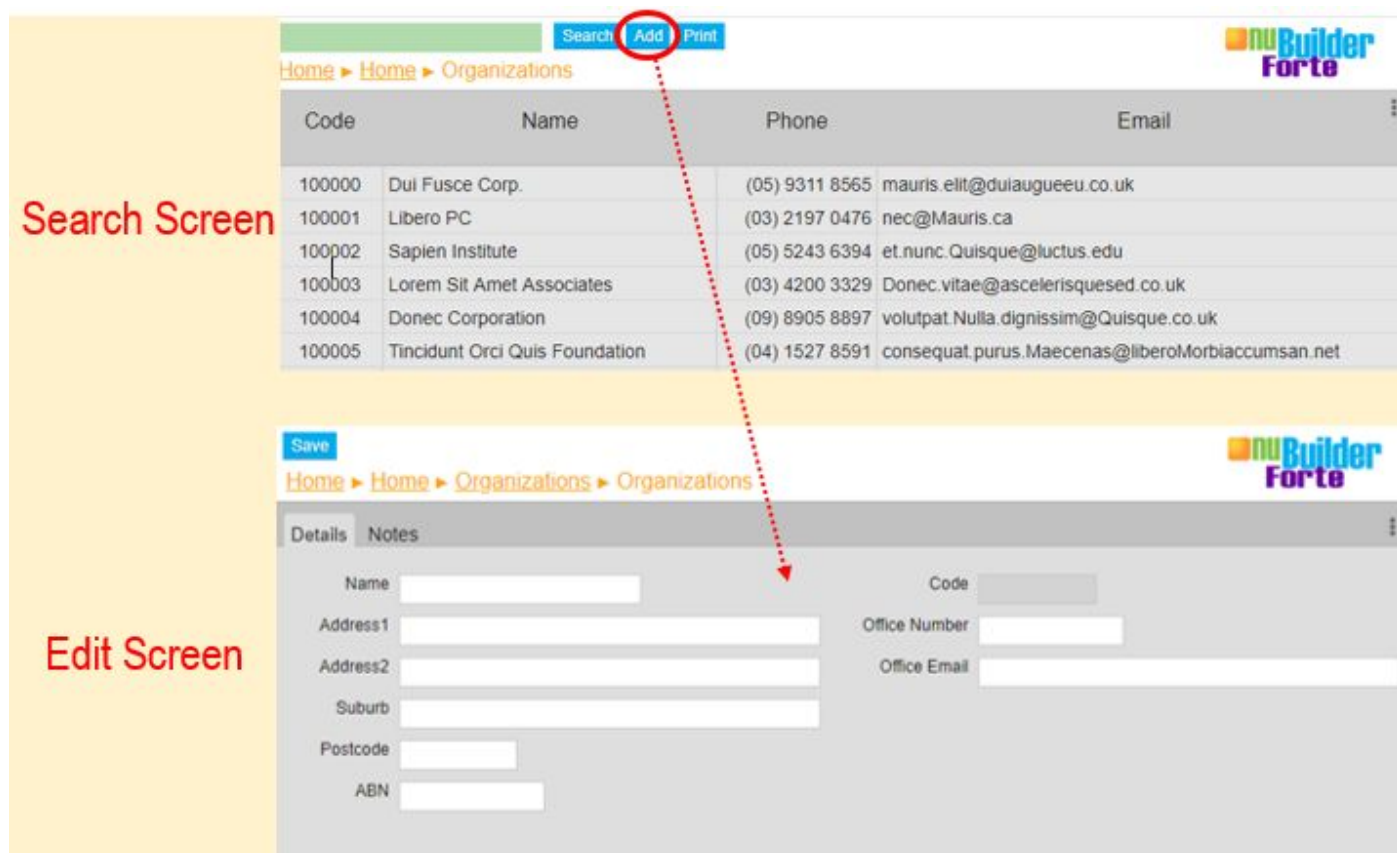 Search Add Print
nuBuilder
Forte
Home ► Home ► Organizations
Code Name Phone Email
Search Screen
100000 Dui Fusce Corp. (05) 9311 8565 mauris.elit@duiaugueeu.co.uk
100001 Libero PC (03) 2197 0476 nec@Mauris.ca
100002 Sapien Institute (05) 5243 6394 et.nunc.Quisque@luctus.edu
100003 Lorem Sit Amet Associates (03) 4200 3329 Donec.vitae@ascelerisquesed.co.uk
100004 Donec Corporation (09) 8905 8897 volutpat.Nulla.dignissim@Quisque.co.uk
100005 Tincidunt Orci Quis Foundation (04) 1527 8591 consequat.purus.Maecenas@liberoMorbiaccumsan.net
Save
nuBuilder
Forte
Home ► Home ► Organizations ► Organizations
Details Notes
Edit Screen
Name Code
Address1 Office Number
Address2 Office Email
Suburb
Postcode
ABN